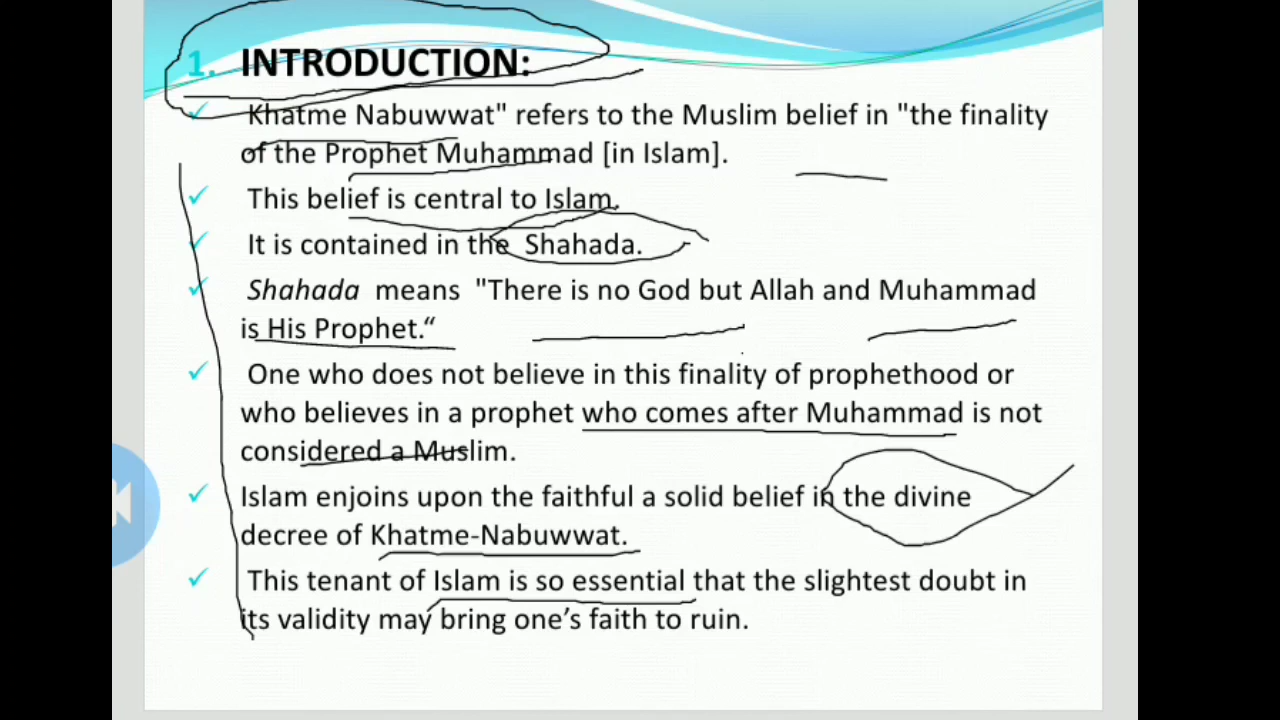 1. INTRODUCTION:
✓ Khatme Nabuwwat" refers to the Muslim belief in "the finality
of the Prophet Muhammad [in Islam].
✓ This belief is central to Islam.
✓ It is contained in the Shahada.
✓ Shahada means "There is no God but Allah and Muhammad
is His Prophet.“
✓ One who does not believe in this finality of prophethood or
who believes in a prophet who comes after Muhammad is not
considered a Muslim.
✓ Islam enjoins upon the faithful a solid belief in the divine
decree of Khatme-Nabuwwat.
✓ This tenant of Islam is so essential that the slightest doubt in
its validity may bring one’s faith to ruin.